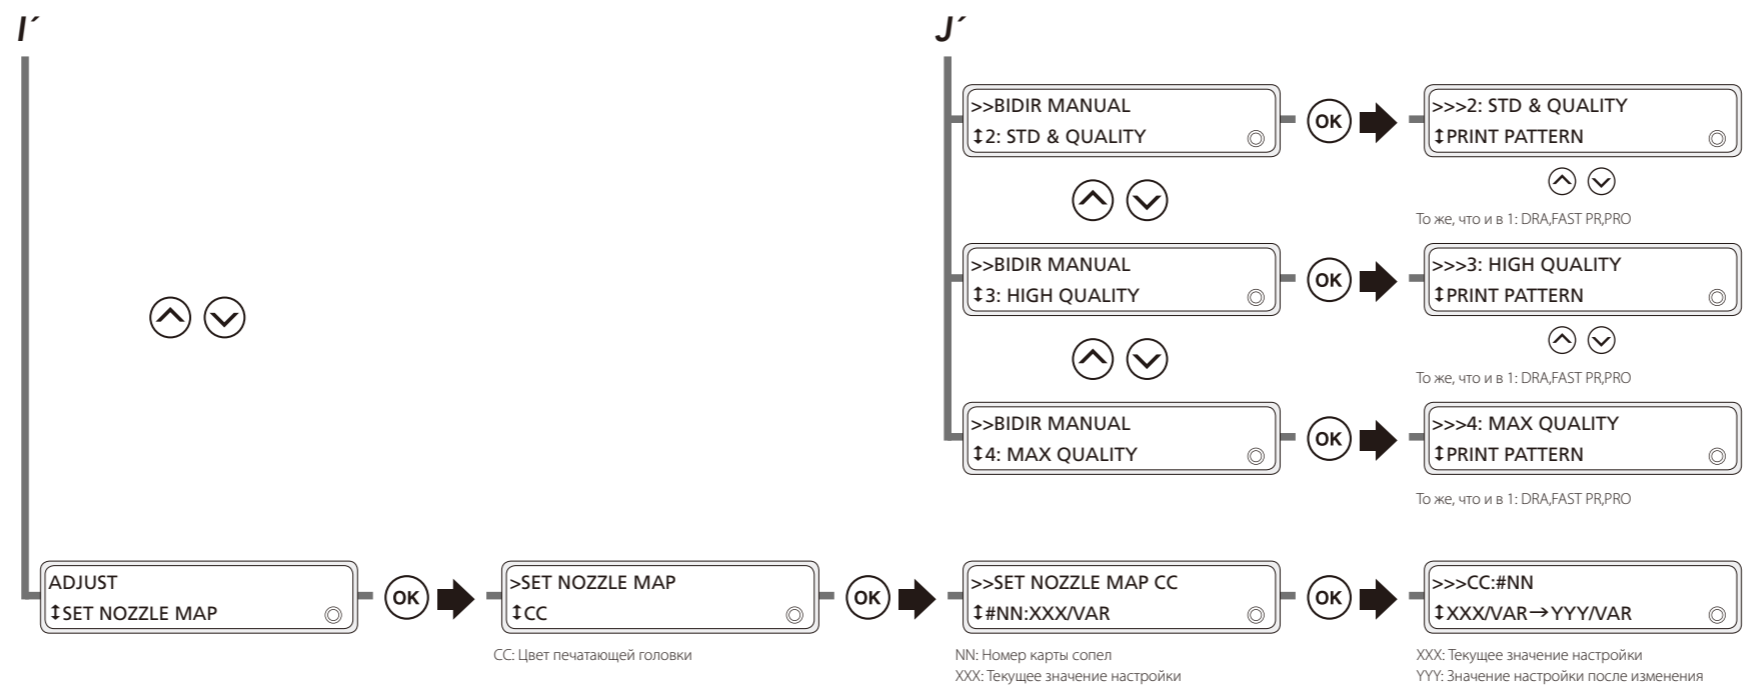 I´
J´
>>BIDIR MANUAL
↕2: STD & QUALITY
OK
>>>2: STD & QUALITY
↕PRINT PATTERN
То же, что и в 1: DRA,FAST PR,PRO
>>BIDIR MANUAL
↕3: HIGH QUALITY
OK
>>>3: HIGH QUALITY
↕PRINT PATTERN
То же, что и в 1: DRA,FAST PR,PRO
>>BIDIR MANUAL
↕4: MAX QUALITY
OK
>>>4: MAX QUALITY
↕PRINT PATTERN
То же, что и в 1: DRA,FAST PR,PRO
ADJUST
↕SET NOZZLE MAP
OK
>SET NOZZLE MAP
↕CC
CC: Цвет печатающей головки
OK
>>SET NOZZLE MAP CC
↕#NN:XXX/VAR
NN: Номер карты сопел
XXX: Текущее значение настройки
OK
>>>CC:#NN
↕XXX/VAR→YYY/VAR
XXX: Текущее значение настройки
YYY: Значение настройки после изменения